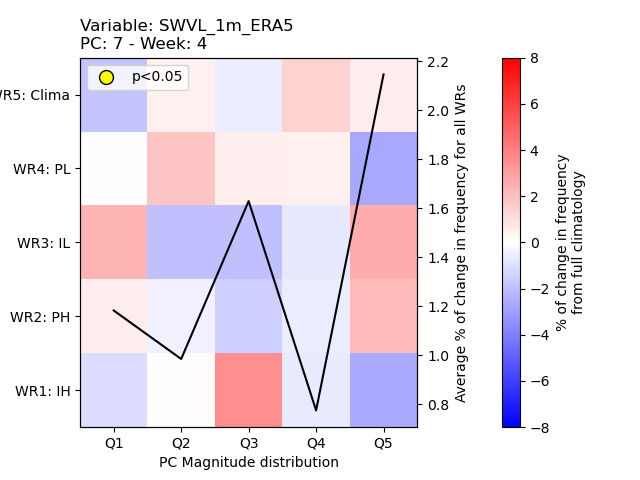 Variable: SWVL_1m_ERA5
PC: 7 - Week: 4
p<0.05
WR5: Clima
WR4: PL
WR3: IL
WR2: PH
WR1: IH
Q1 Q2 Q3 Q4 Q5
PC Magnitude distribution
2.2
2.0
1.8
1.6
1.4
1.2
1.0
0.8
Average % of change in frequency for all WRs
8
6
4
2
0
−2
−4
−6
−8
% of change in frequency
from full climatology